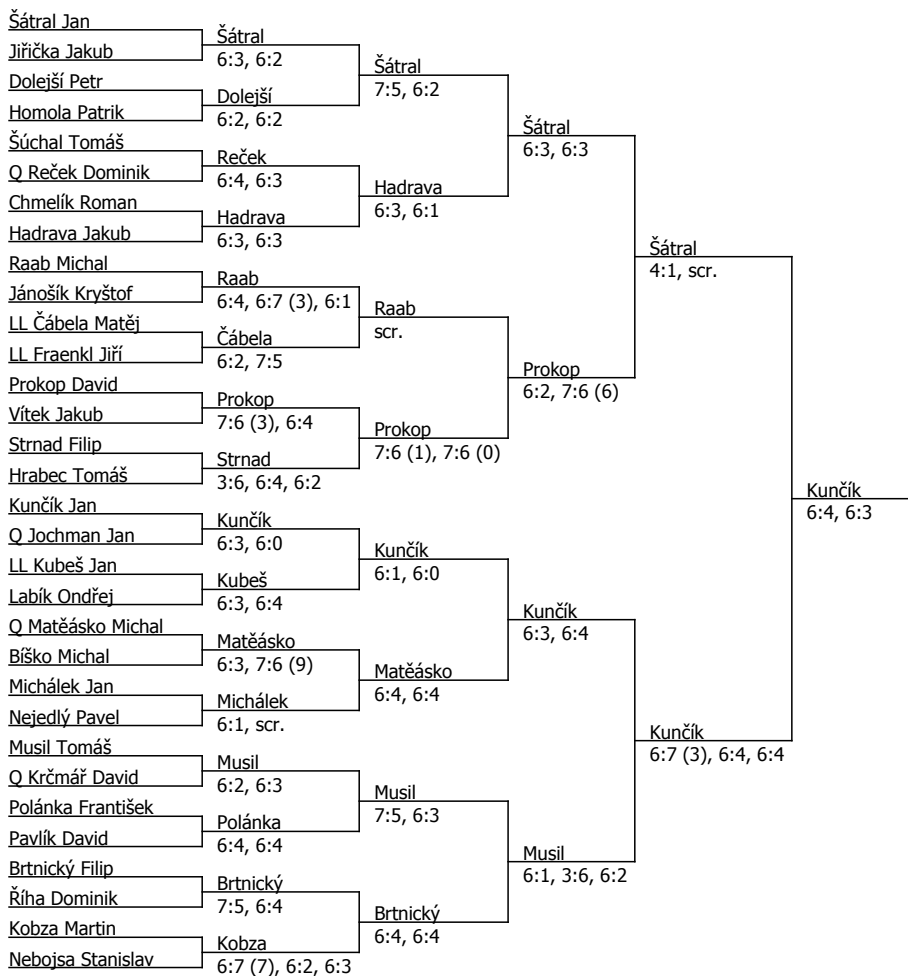 Šátral Jan
Jiřička Jakub
Dolejší Petr
Homola Patrik
Šúchal Tomáš
Q Reček Dominik
Chmelík Roman
Hadrava Jakub
Raab Michal
Jánošík Kryštof
LL Čábela Matěj
LL Fraenkl Jiří
Prokop David
Vítek Jakub
Strnad Filip
Hrabec Tomáš
Kunčík Jan
Q Jochman Jan
LL Kubeš Jan
Labík Ondřej
Q Matěásko Michal
Bíško Michal
Michálek Jan
Nejedlý Pavel
Musil Tomáš
Q Krčmář David
Polánka František
Pavlík David
Brtnický Filip
Říha Dominik
Kobza Martin
Nebojsa Stanislav
Šátral
6:3, 6:2
Dolejší
6:2, 6:2
Reček
6:4, 6:3
Hadrava
6:3, 6:3
Raab
6:4, 6:7 (3), 6:1
Čábela
6:2, 7:5
Prokop
7:6 (3), 6:4
Strnad
3:6, 6:4, 6:2
Kunčík
6:3, 6:0
Kubeš
6:3, 6:4
Matěásko
6:3, 7:6 (9)
Michálek
6:1, scr.
Musil
6:2, 6:3
Polánka
6:4, 6:4
Brtnický
7:5, 6:4
Kobza
6:7 (7), 6:2, 6:3
Šátral
7:5, 6:2
Hadrava
6:3, 6:1
Raab
scr.
Prokop
7:6 (1), 7:6 (0)
Kunčík
6:1, 6:0
Matěásko
6:4, 6:4
Musil
7:5, 6:3
Brtnický
6:4, 6:4
Šátral
6:3, 6:3
Prokop
6:2, 7:6 (6)
Kunčík
6:3, 6:4
Musil
6:1, 3:6, 6:2
Šátral
4:1, scr.
Kunčík
6:7 (3), 6:4, 6:4
Kunčík
6:4, 6:3